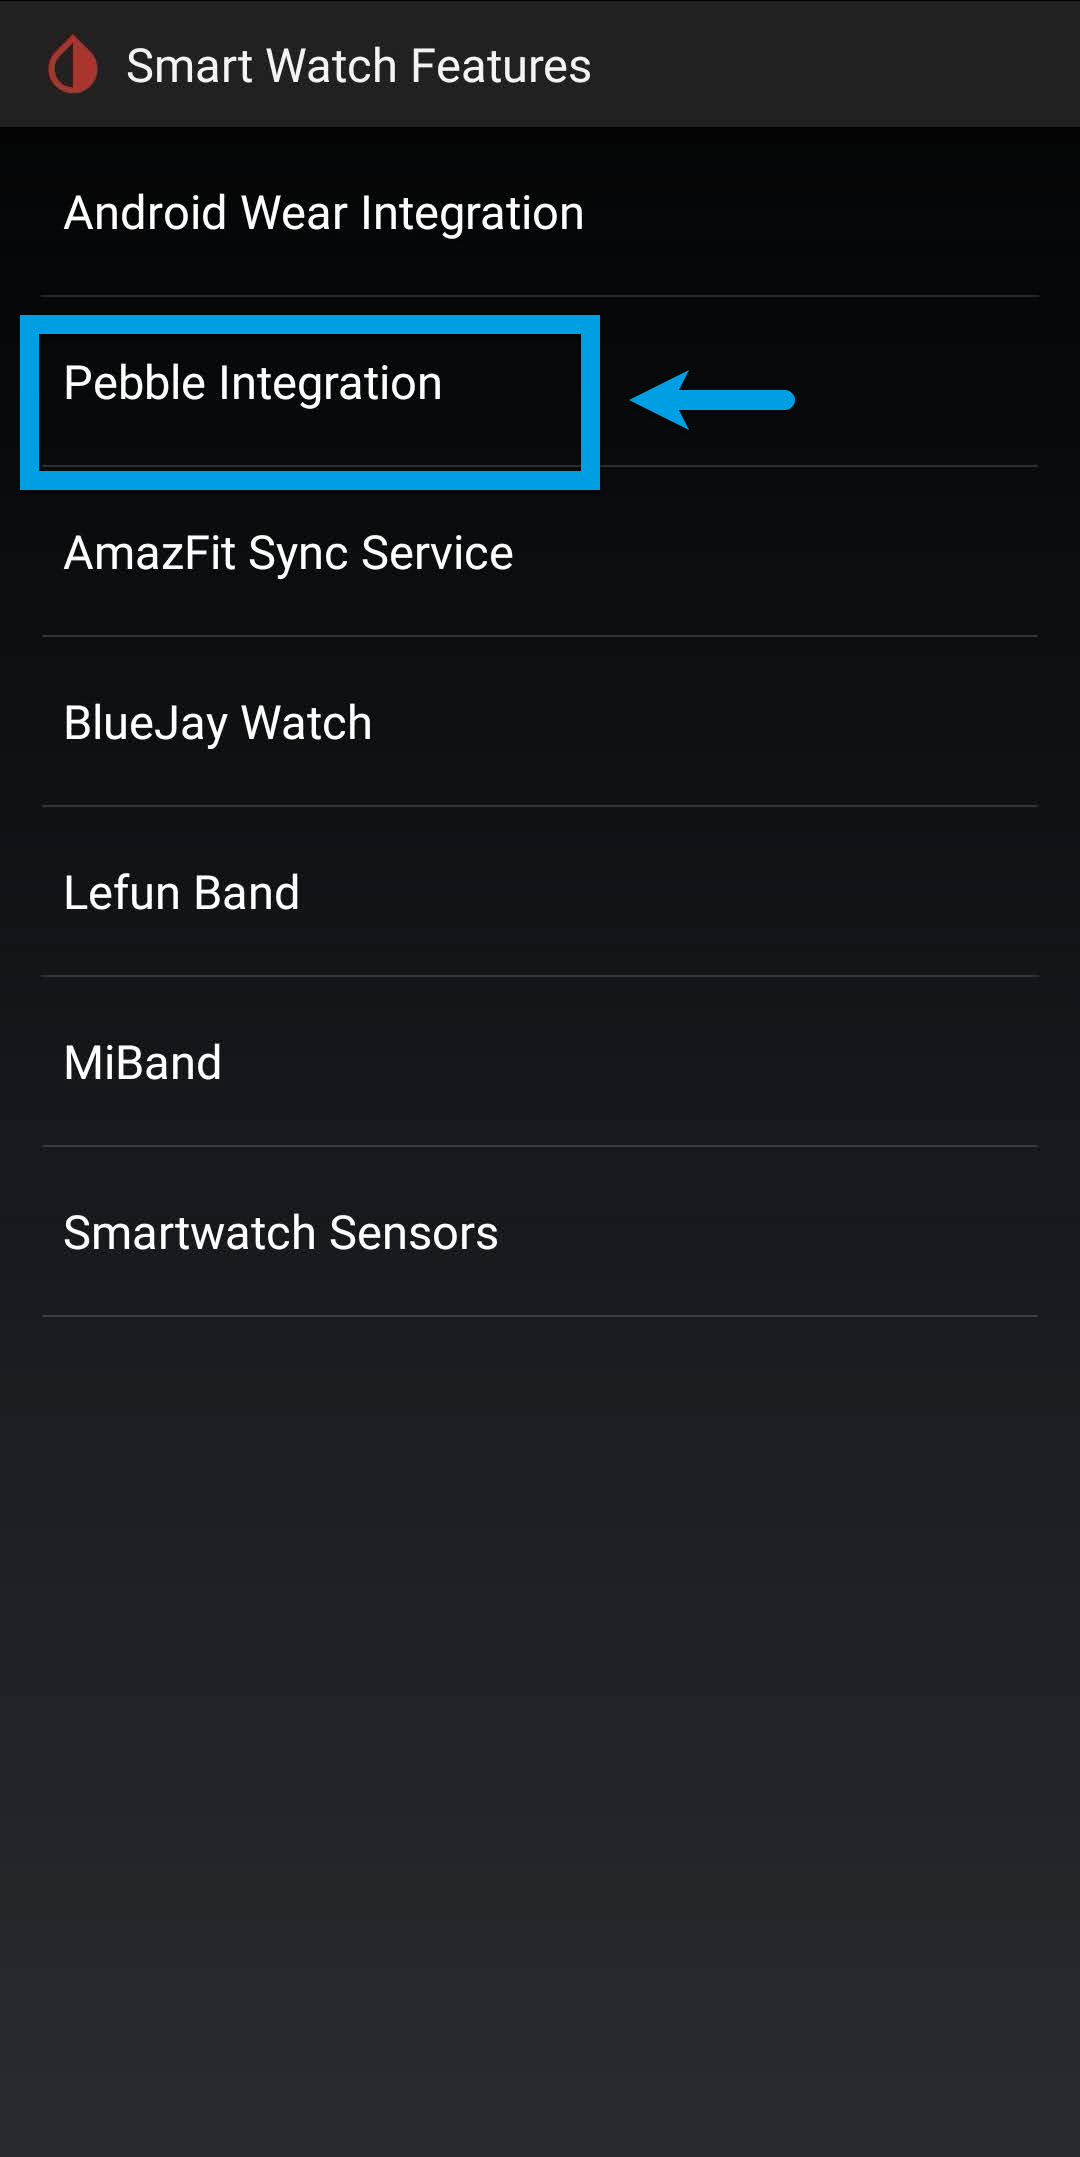 Smart Watch Features
Android Wear Integration
Pebble Integration
AmazFit Sync Service
BlueJay Watch
Lefun Band
MiBand
Smartwatch Sensors